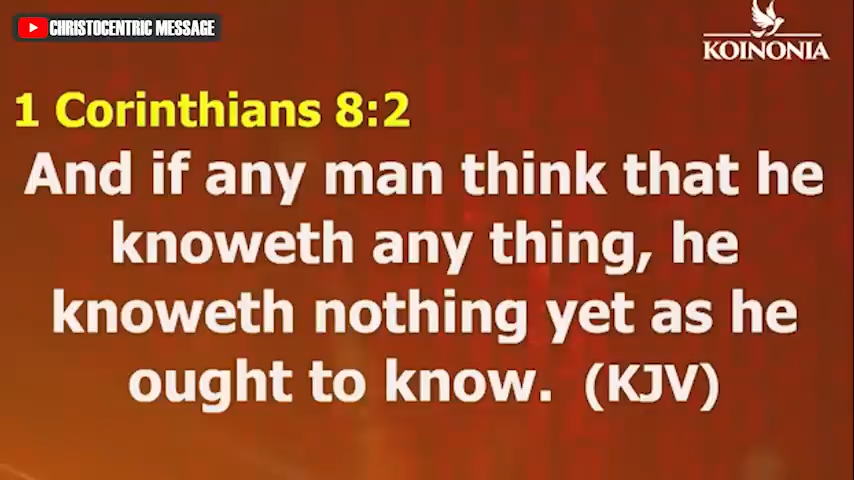 CHRISTOCENTRIC MESSAGE
KOINONIA
1 Corinthians 8:2
And if any man think that he
knoweth any thing, he
knoweth nothing yet as he
ought to know. (KJV)